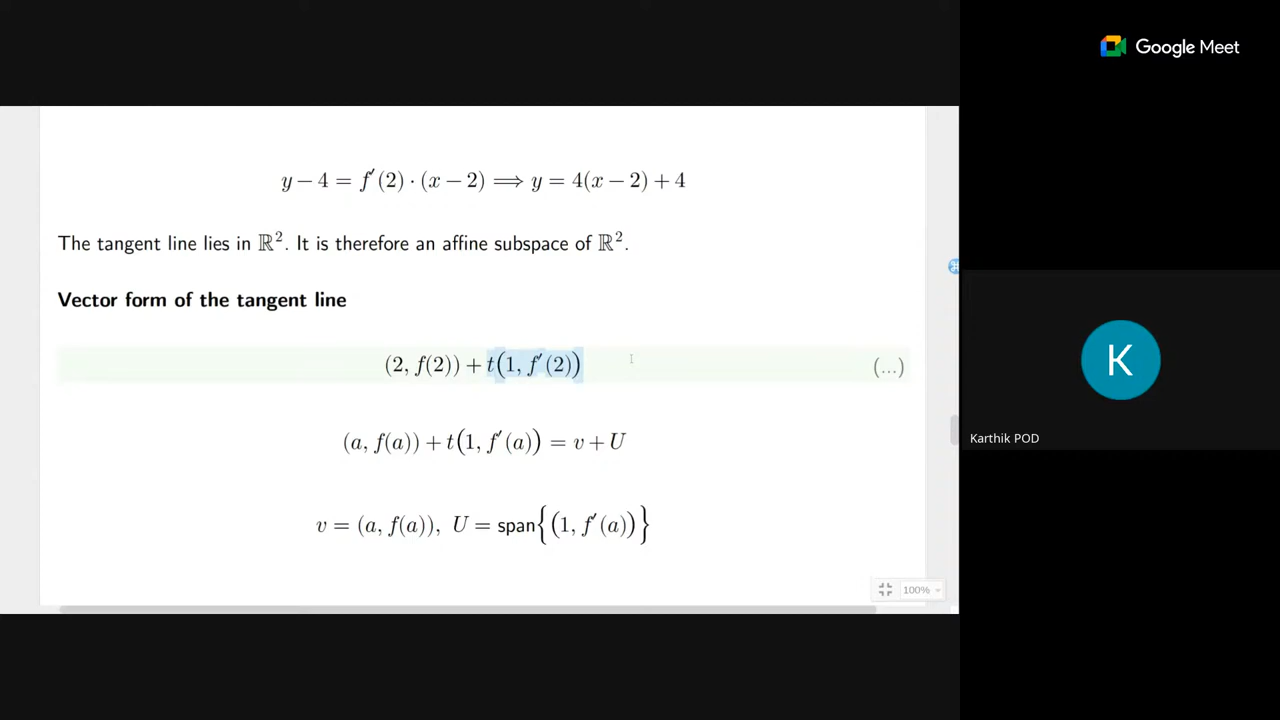 Google Meet
y − 4 = f′(2) · (x − 2) ⟹ y = 4(x − 2) + 4
The tangent line lies in ℝ². It is therefore an affine subspace of ℝ².
Vector form of the tangent line
(2, f(2)) + t(1, f′(2))
(...)
(a, f(a)) + t(1, f′(a)) = v + U
v = (a, f(a)), U = span{(1, f′(a))}
100%
K
Karthik POD